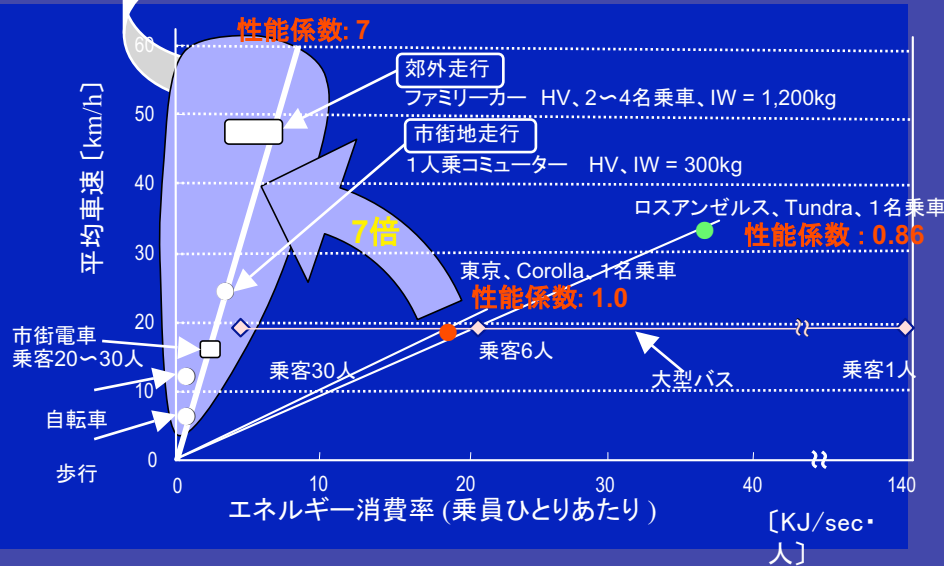 性能係数: 7
60
郊外走行
ファミリーカー HV、2〜4名乗車、IW = 1,200kg
50
市街地走行
1人乗コミューター HV、IW = 300kg
40
平均車速〔km/h〕
ロスアンゼルス、Tundra、1名乗車
性能係数 : 0.86
7倍
30
東京、Corolla、1名乗車
性能係数: 1.0
20
市街電車
乗客20〜30人
乗客30人
乗客6人
大型バス
乗客1人
10
自転車
歩行
0
0
10
20
30
40
140
エネルギー消費率 (乗員ひとりあたり )
〔KJ/sec・
人〕